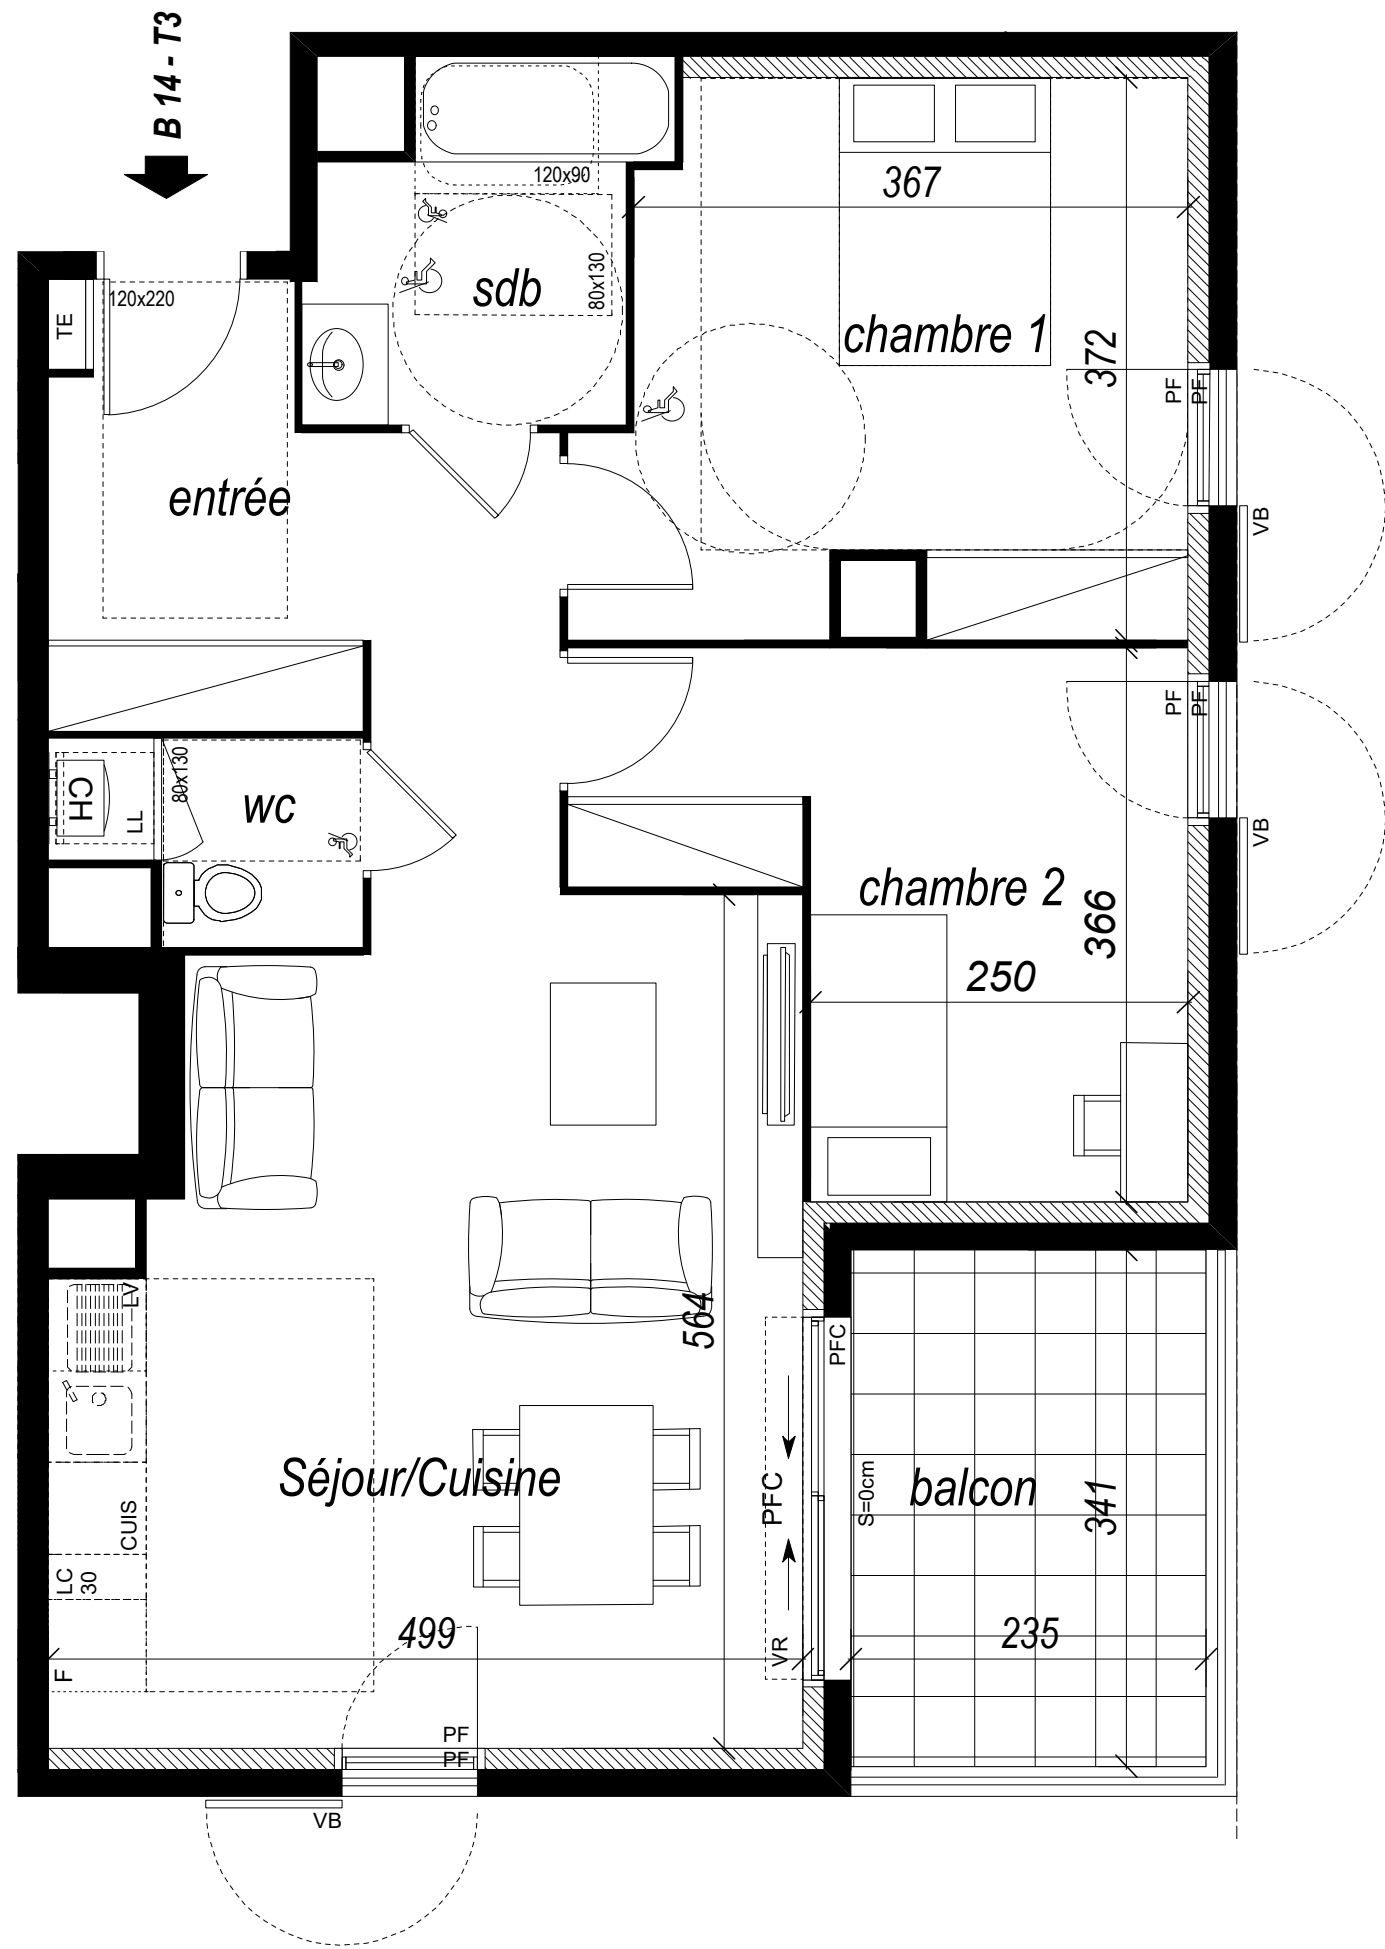 B 14 - T3
120x90
367
TE
120x220
sdb
80x130
chambre 1
372
PF
PF
VB
entrée
PF
PF
VB
CH
LL
80x130
wc
chambre 2
366
250
LV
564
PFC
Séjour/Cuisine
PFC
S=0cm
balcon
341
CUIS
LC
30
499
235
VR
F
PF
PF
VB